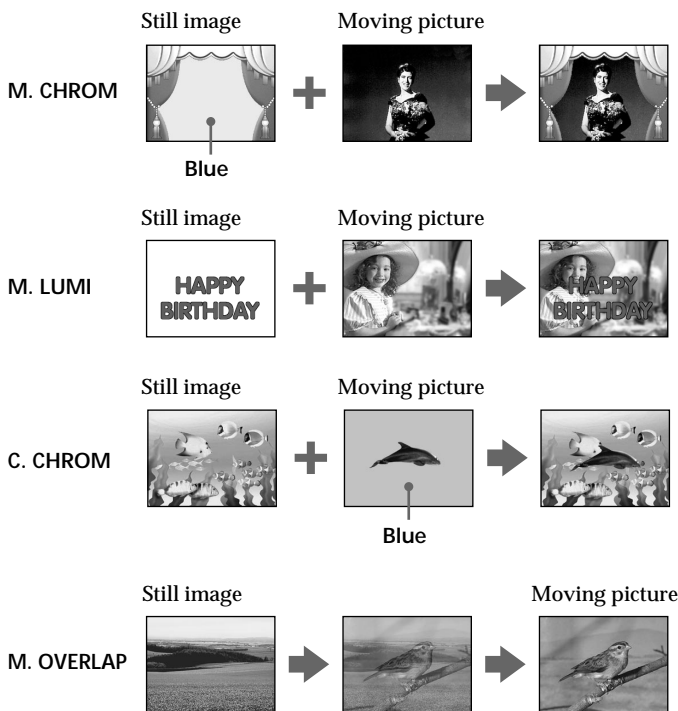 Still image Moving picture
M. CHROM
Blue
Still image Moving picture
M. LUMI
HAPPY
BIRTHDAY
HAPPY
BIRTHDAY
Still image Moving picture
C. CHROM
Blue
Still image Moving picture
M. OVERLAP